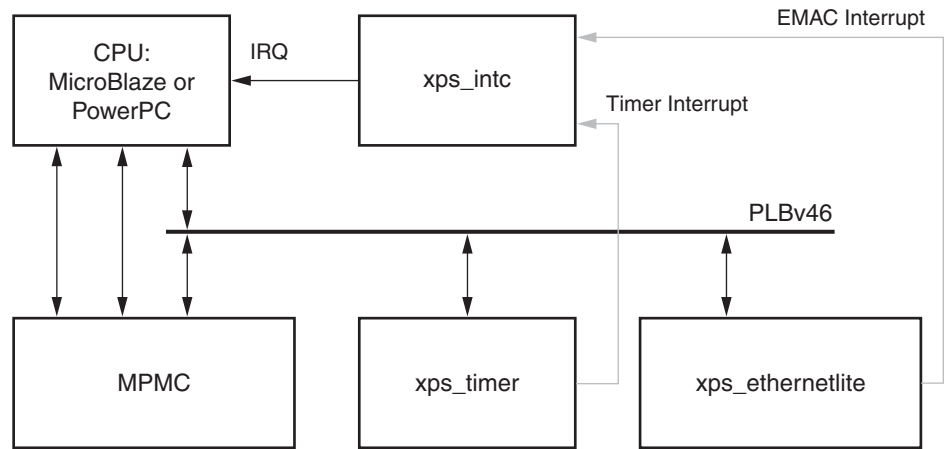 EMAC Interrupt
CPU:
MicroBlaze or
PowerPC
IRQ
xps_intc
Timer Interrupt
PLBv46
MPMC
xps_timer
xps_ethernetlite